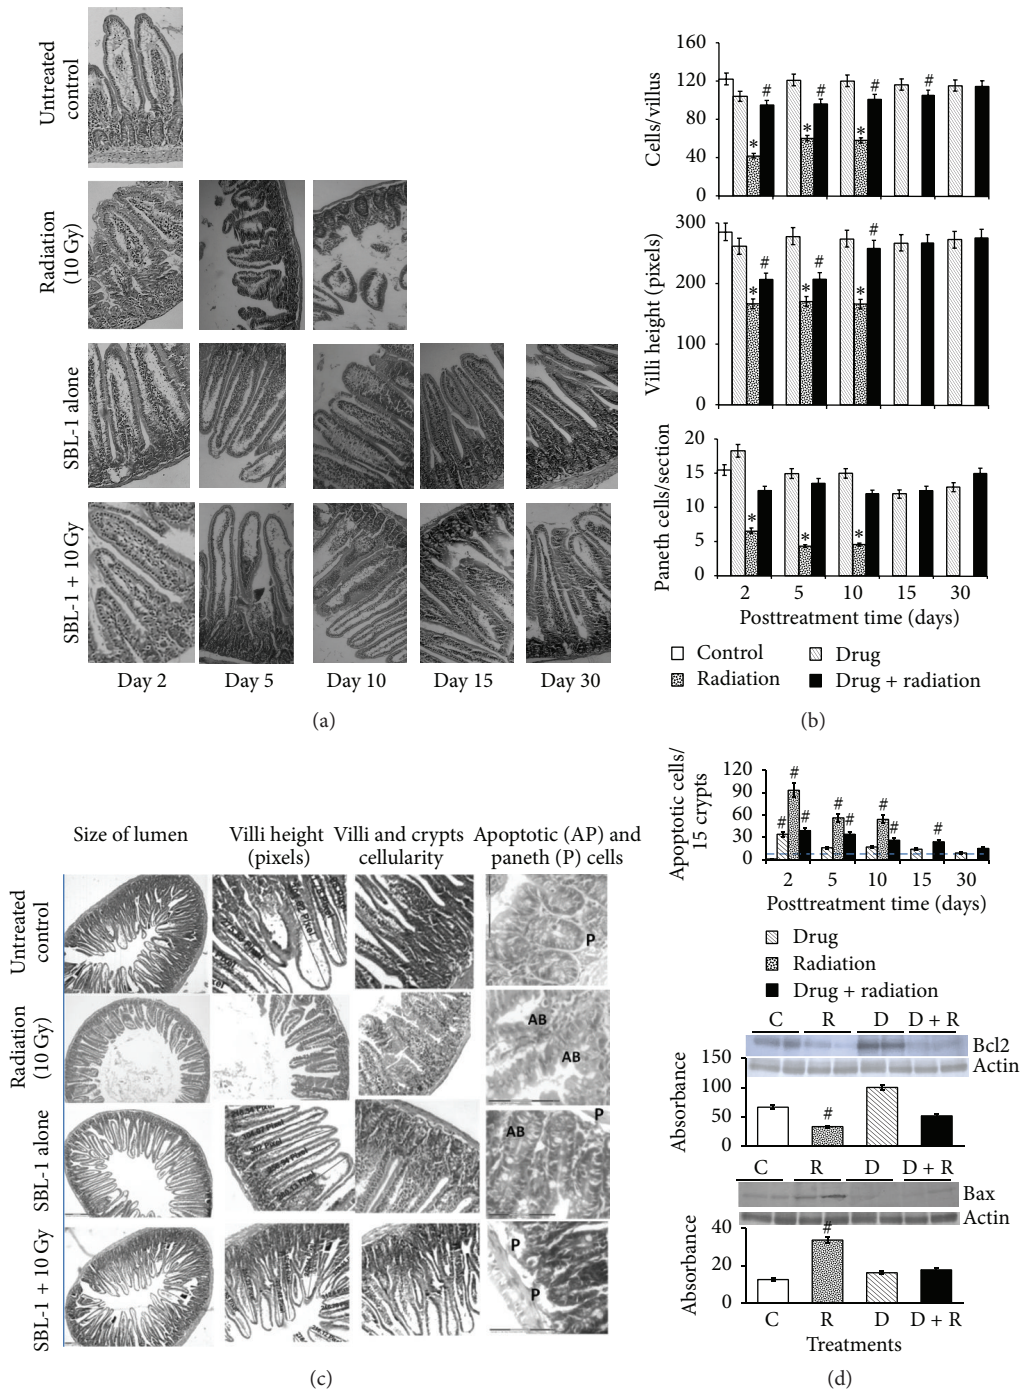 Untreated
control
Radiation
(10 Gy)
SBL-1 alone
SBL-1 + 10 Gy
Day 2 Day 5 Day 10 Day 15 Day 30
(a)
Cells/villus
160
120
80
40
0
# # # #
* * *
Villi height (pixels)
300
200
100
0
# # #
* * *
Paneth cells/section
20
15
10
5
0
* * *
2 5 10 15 30
Posttreatment time (days)
Control Drug
Radiation Drug + radiation
(b)
Size of lumen
Villi height
(pixels)
Villi and crypts
cellularity
Apoptotic (AP) and
paneth (P) cells
Untreated
control
P
Radiation
(10 Gy)
AB
AB
SBL-1 alone
AB
P
SBL-1 + 10 Gy
P
P
(c)
Apoptotic cells/
15 crypts
120
90
60
30
0
# # # # # # # #
2 5 10 15 30
Posttreatment time (days)
Drug
Radiation
Drug + radiation
C R D D + R
Bcl2
Actin
Absorbance
150
100
50
0
#
C R D D + R
Bax
Actin
Absorbance
40
20
0
#
C R D D + R
Treatments
(d)